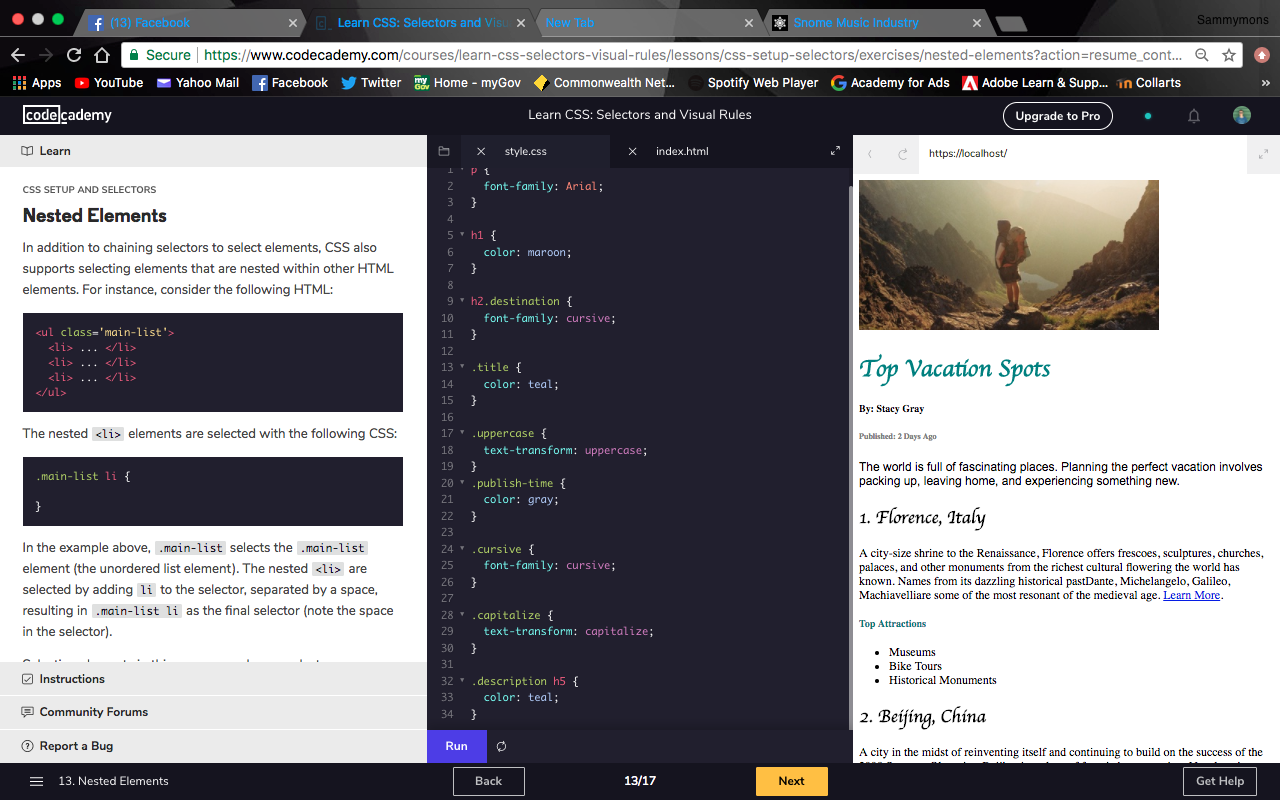 (13) Facebook
Learn CSS: Selectors and Vis
New Tab
Snome Music Industry
Sammymons
Secure
https://www.codecademy.com/courses/learn-css-selectors-visual-rules/lessons/css-setup-selectors/exercises/nested-elements?action=resume_cont...
Apps YouTube Yahoo Mail Facebook Twitter Home - myGov Commonwealth Net... Spotify Web Player Academy for Ads Adobe Learn & Supp... Collarts »
codecademy
Learn CSS: Selectors and Visual Rules
Upgrade to Pro
Learn
CSS SETUP AND SELECTORS
Nested Elements
In addition to chaining selectors to select elements, CSS also
supports selecting elements that are nested within other HTML
elements. For instance, consider the following HTML:
<ul class='main-list'>
<li> ... </li>
<li> ... </li>
<li> ... </li>
</ul>
The nested <li> elements are selected with the following CSS:
.main-list li {
}
In the example above, .main-list selects the .main-list
element (the unordered list element). The nested <li> are
selected by adding li to the selector, separated by a space,
resulting in .main-list li as the final selector (note the space
in the selector).
Instructions
Community Forums
Report a Bug
style.css
index.html
1 p {
2 font-family: Arial;
3 }
4
5 h1 {
6 color: maroon;
7 }
8
9 h2.destination {
10 font-family: cursive;
11 }
12
13 .title {
14 color: teal;
15 }
16
17 .uppercase {
18 text-transform: uppercase;
19 }
20 .publish-time {
21 color: gray;
22 }
23
24 .cursive {
25 font-family: cursive;
26 }
27
28 .capitalize {
29 text-transform: capitalize;
30 }
31
32 .description h5 {
33 color: teal;
34 }
Run
https://localhost/
Top Vacation Spots
By: Stacy Gray
Published: 2 Days Ago
The world is full of fascinating places. Planning the perfect vacation involves
packing up, leaving home, and experiencing something new.
1. Florence, Italy
A city-size shrine to the Renaissance, Florence offers frescoes, sculptures, churches,
palaces, and other monuments from the richest cultural flowering the world has
known. Names from its dazzling historical pastDante, Michelangelo, Galileo,
Machiavelliare some of the most resonant of the medieval age. Learn More.
Top Attractions
• Museums
• Bike Tours
• Historical Monuments
2. Beijing, China
A city in the midst of reinventing itself and continuing to build on the success of the
13. Nested Elements
Back
13/17
Next
Get Help